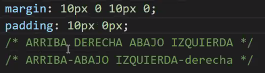 margin: 10px 0 10px 0;
padding: 10px 0px;
/* ARRIBA DERECHA ABAJO IZQUIERDA */
/* ARRIBA-ABAJO IZQUIERDA-derecha */